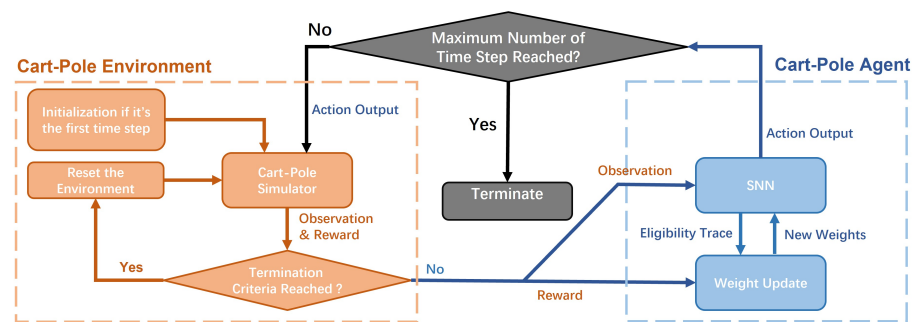 No
Maximum Number of
Time Step Reached?
Cart-Pole Environment
Cart-Pole Agent
Initialization if it's
the first time step
Action Output
Yes
Action Output
Reset the
Environment
Cart-Pole
Simulator
Observation
Terminate
SNN
Observation
& Reward
Eligibility Trace
New Weights
Yes
Termination
Criteria Reached ?
No
Reward
Weight Update